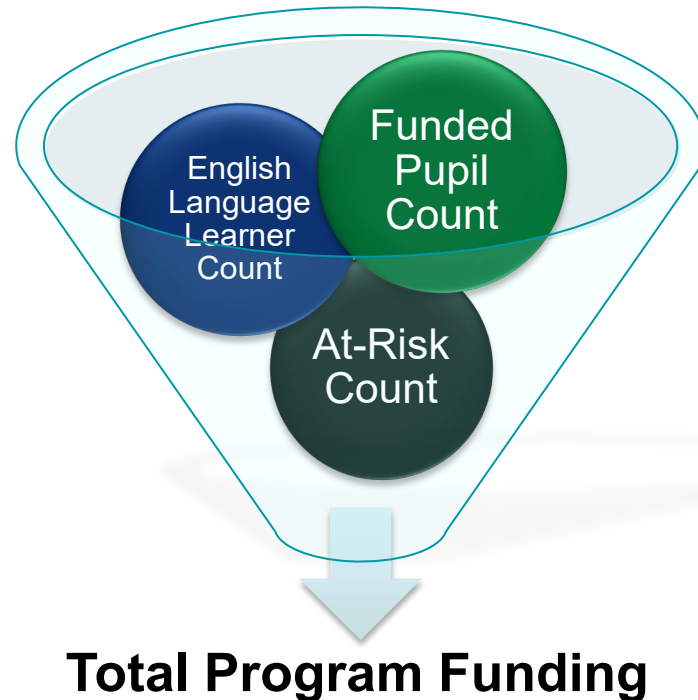 Funded
Pupil
Count
English
Language
Learner
Count
At-Risk
Count
Total Program Funding